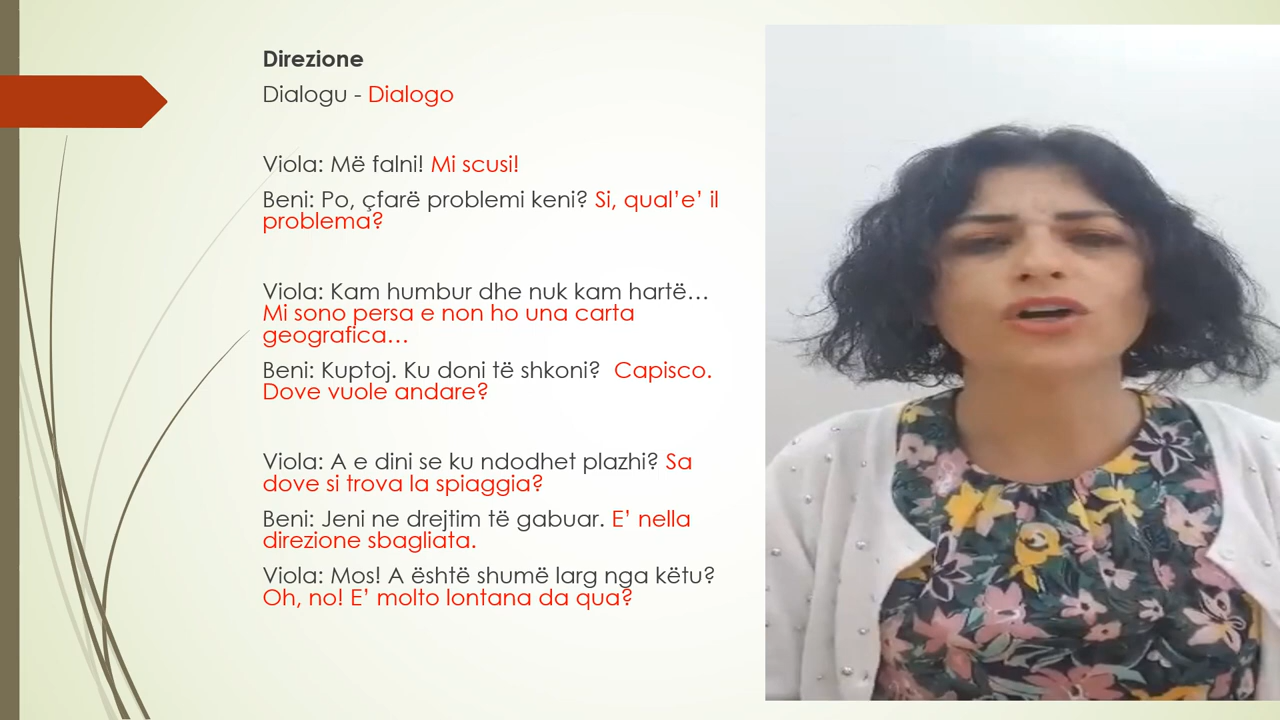 Direzione
Dialogu - Dialogo
Viola: Më falni! Mi scusi!
Beni: Po, çfarë problemi keni? Si, qual’e’ il
problema?
Viola: Kam humbur dhe nuk kam hartë…
Mi sono persa e non ho una carta
geografica…
Beni: Kuptoj. Ku doni të shkoni? Capisco.
Dove vuole andare?
Viola: A e dini se ku ndodhet plazhi? Sa
dove si trova la spiaggia?
Beni: Jeni ne drejtim të gabuar. E’ nella
direzione sbagliata.
Viola: Mos! A është shumë larg nga këtu?
Oh, no! E’ molto lontana da qua?